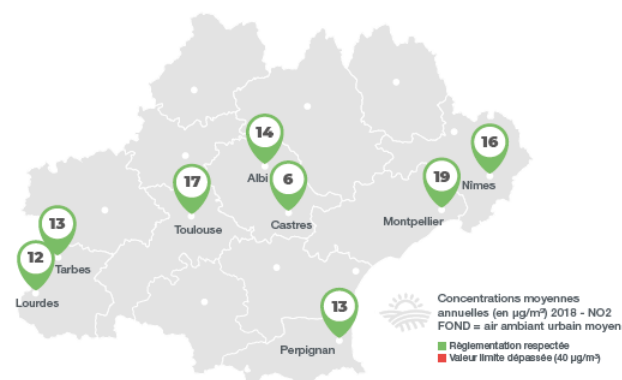 14
16
17
6
19
Albi
Nîmes
Castres
Montpellier
Toulouse
13
12
Tarbes
Lourdes
13
Perpignan
Concentrations moyennes
annuelles (en µg/m³) 2018 - NO2
FOND = air ambiant urbain moyen
Règlementation respectée
Valeur limite dépassée (40 µg/m³)